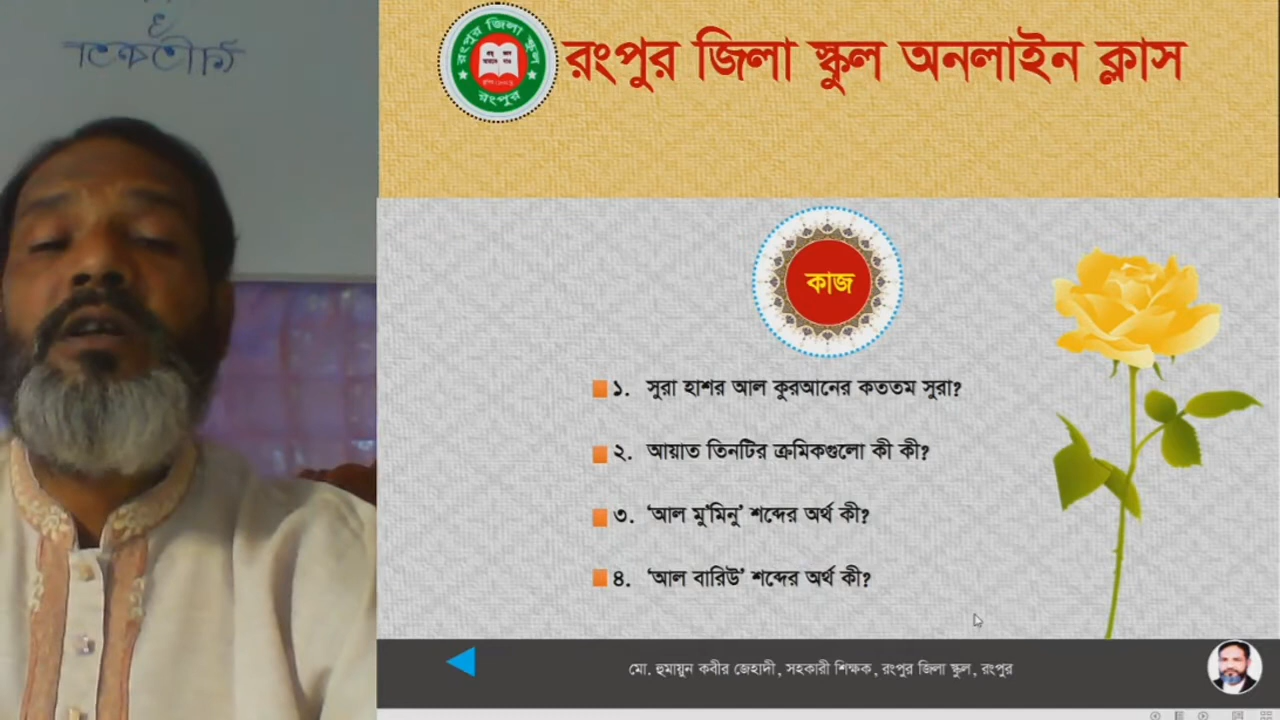 রংপুর জিলা স্কুল
রংপুর
রংপুর জিলা স্কুল অনলাইন ক্লাস
কাজ
১. সুরা হাশর আল কুরআনের কততম সুরা?
২. আয়াত তিনটির ক্রমিকগুলো কী কী?
৩. ‘আল মু’মিনু’ শব্দের অর্থ কী?
৪. ‘আল বারিউ’ শব্দের অর্থ কী?
মো. হুমায়ুন কবীর জেহাদী, সহকারী শিক্ষক, রংপুর জিলা স্কুল, রংপুর